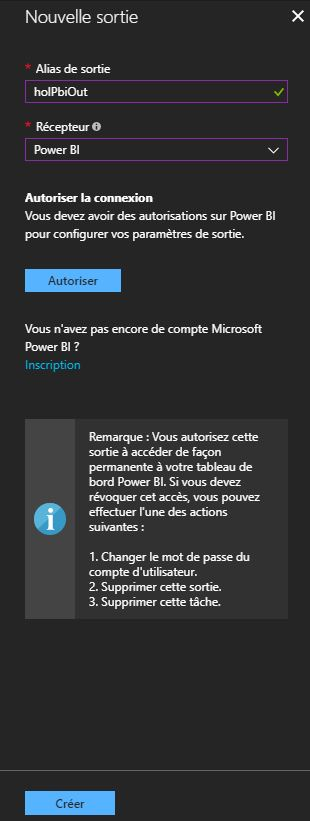 Nouvelle sortie
* Alias de sortie
holPbiOut
* Récepteur
Power BI
Autoriser la connexion
Vous devez avoir des autorisations sur Power BI
pour configurer vos paramètres de sortie.
Autoriser
Vous n'avez pas encore de compte Microsoft
Power BI ?
Inscription
Remarque : Vous autorisez cette
sortie à accéder de façon
permanente à votre tableau de
bord Power BI. Si vous devez
révoquer cet accès, vous pouvez
effectuer l'une des actions
suivantes :
1. Changer le mot de passe du
compte d'utilisateur.
2. Supprimer cette sortie.
3. Supprimer cette tâche.
Créer